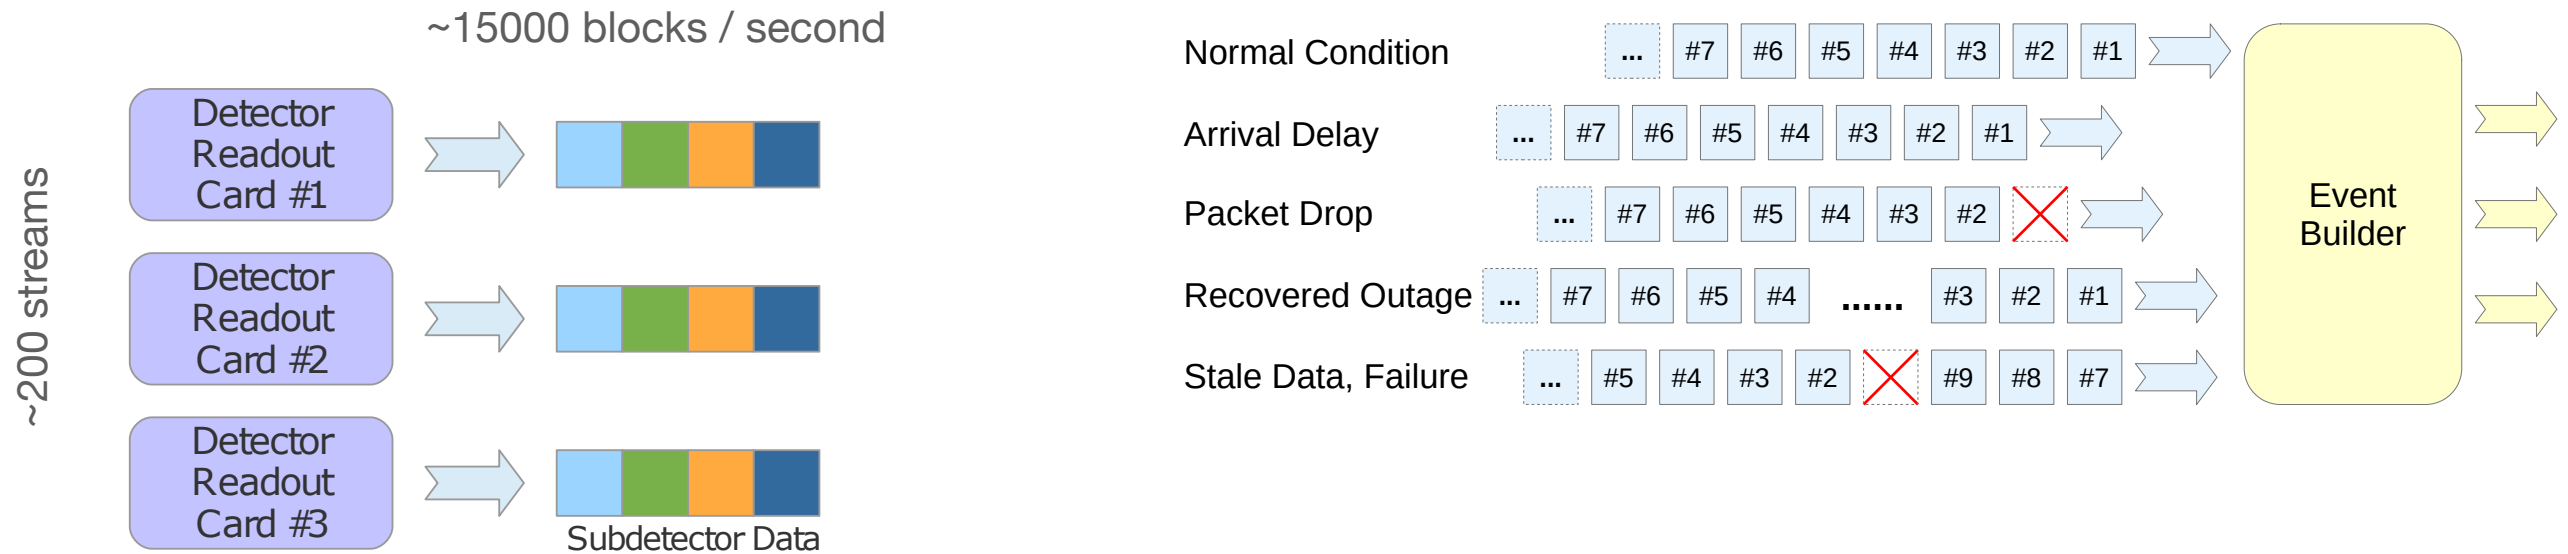 ~15000 blocks / second
~200 streams
Detector
Readout
Card #1
Detector
Readout
Card #2
Detector
Readout
Card #3
Subdetector Data
Normal Condition ... #7 #6 #5 #4 #3 #2 #1
Arrival Delay ... #7 #6 #5 #4 #3 #2 #1
Packet Drop ... #7 #6 #5 #4 #3 #2
Recovered Outage ... #7 #6 #5 #4 ...... #3 #2 #1
Stale Data, Failure ... #5 #4 #3 #2 #9 #8 #7
Event
Builder